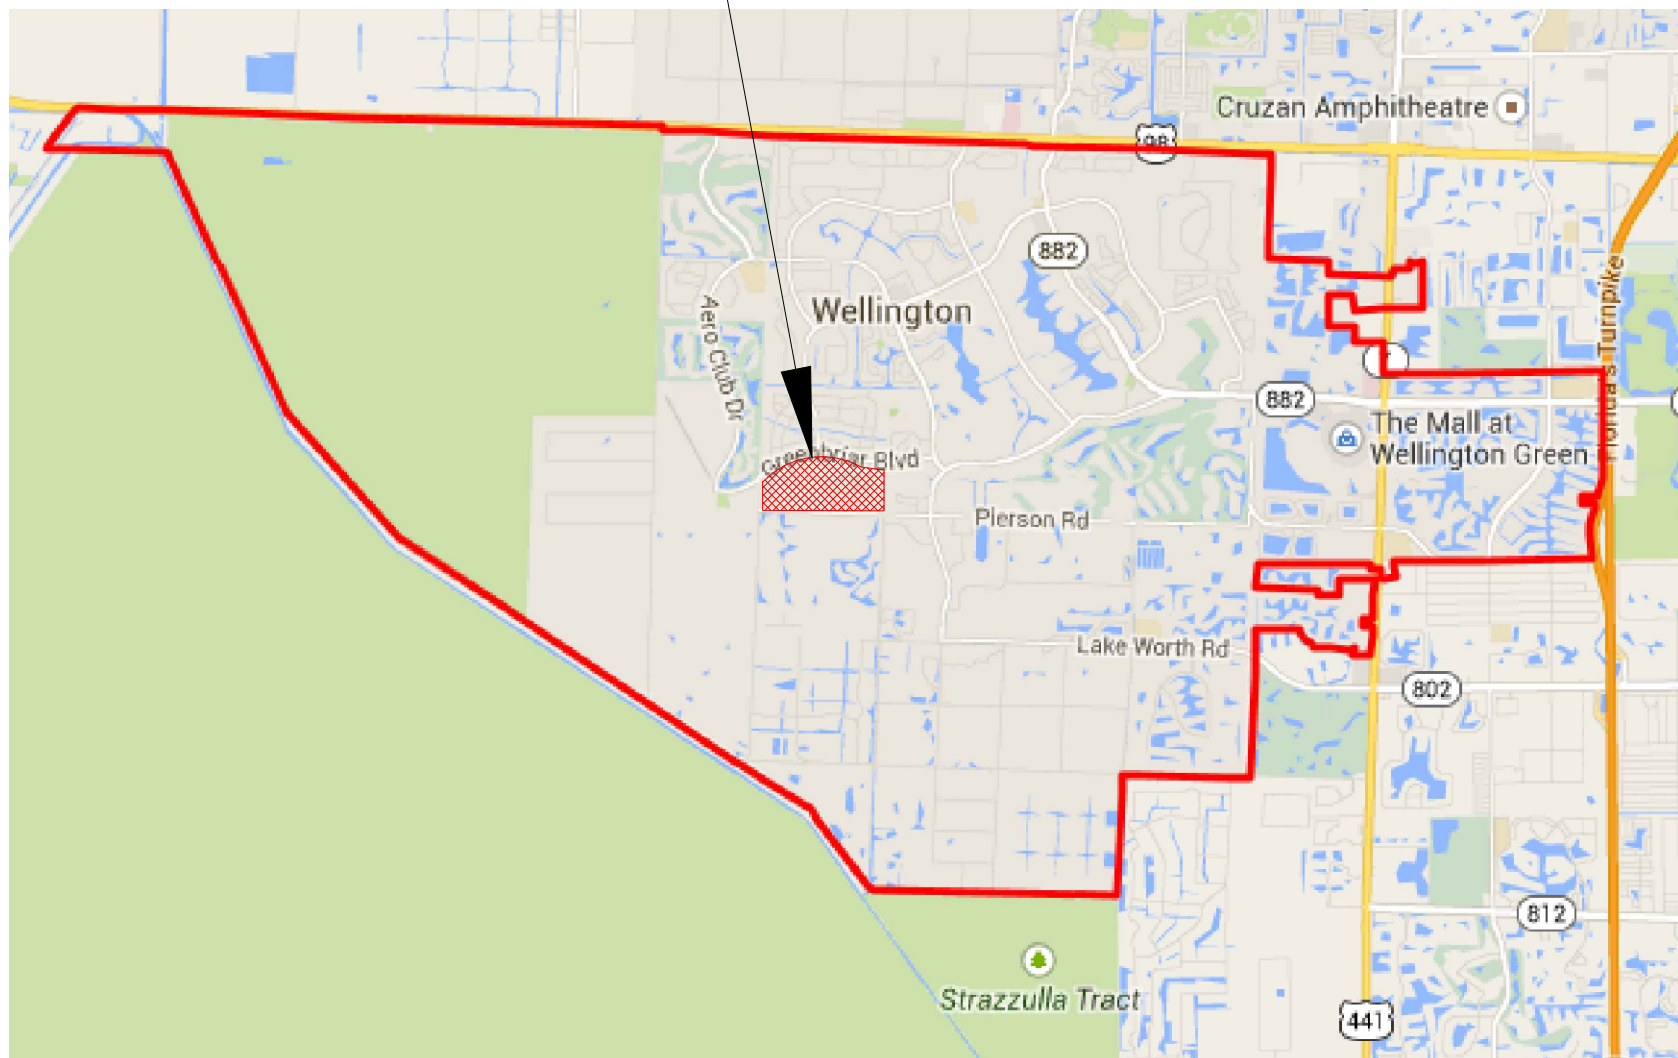 Cruzan Amphitheatre
98
882
Wellington
Aero Club Dr
Florida's Turnpike
882
The Mall at
Wellington Green
Greenbriar Blvd
Pierson Rd
Lake Worth Rd
802
812
Strazzulla Tract
441